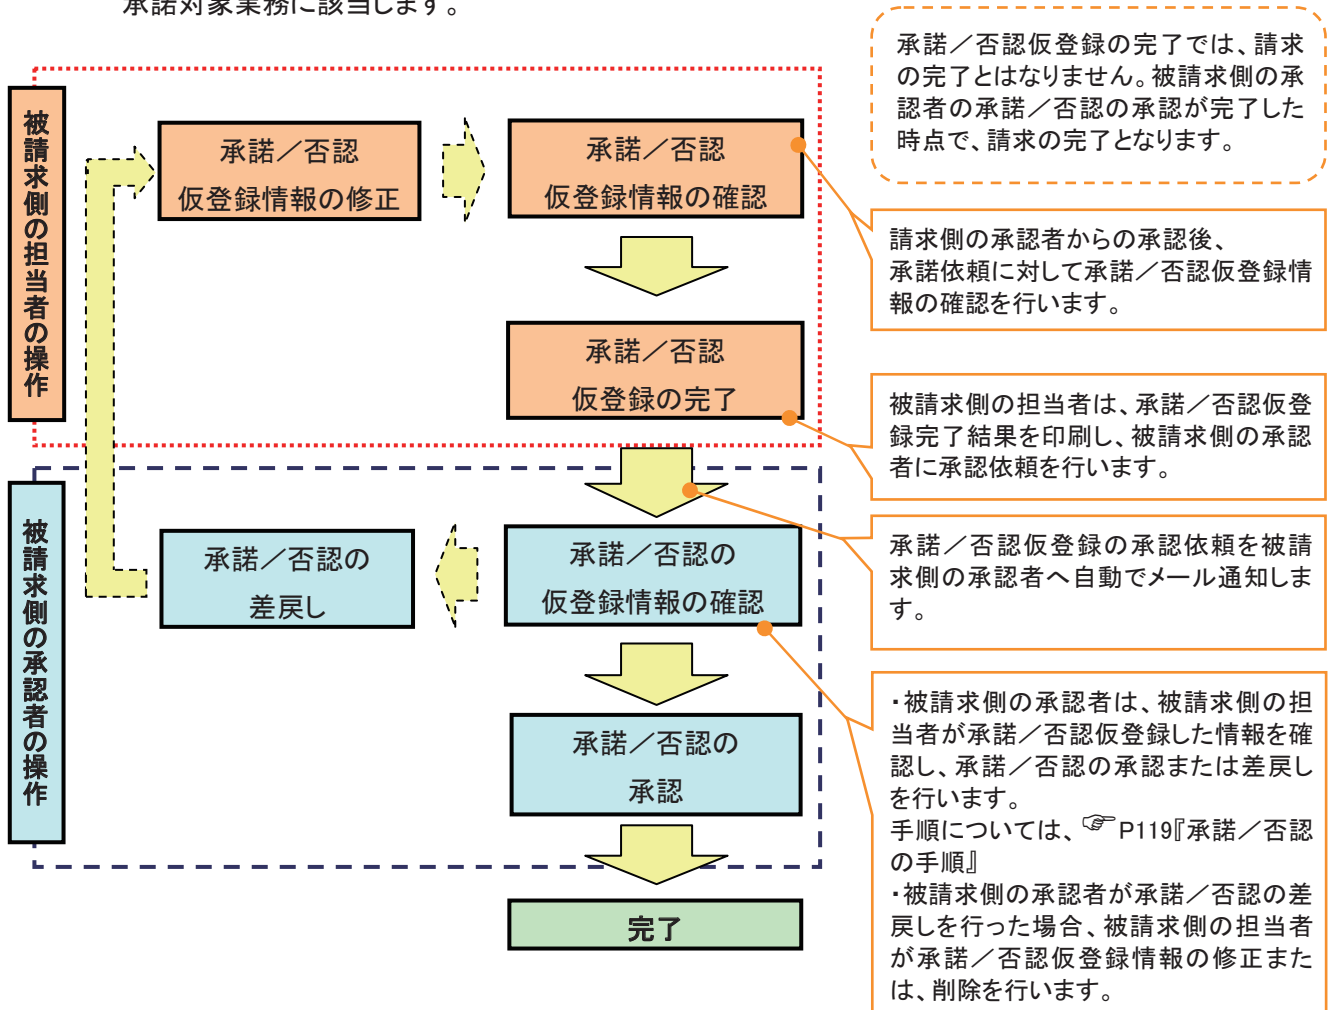 承諾対象業務に該当します。
承諾／否認仮登録の完了では、請求
の完了とはなりません。被請求側の承
認者の承諾／否認の承認が完了した
時点で、請求の完了となります。
被請求側の担当者の操作
承諾／否認
仮登録情報の修正
承諾／否認
仮登録情報の確認
請求側の承認者からの承認後、
承諾依頼に対して承諾／否認仮登録情
報の確認を行います。
承諾／否認
仮登録の完了
被請求側の担当者は、承諾／否認仮登
録完了結果を印刷し、被請求側の承認
者に承認依頼を行います。
被請求側の承認者の操作
承諾／否認の
差戻し
承諾／否認の
仮登録情報の確認
承諾／否認仮登録の承認依頼を被請
求側の承認者へ自動でメール通知しま
す。
承諾／否認の
承認
・被請求側の承認者は、被請求側の担
当者が承諾／否認仮登録した情報を確
認し、承諾／否認の承認または差戻し
を行います。
手順については、☞P119『承諾／否認
の手順』
・被請求側の承認者が承諾／否認の差
戻しを行った場合、被請求側の担当者
が承諾／否認仮登録情報の修正また
は、削除を行います。
完了